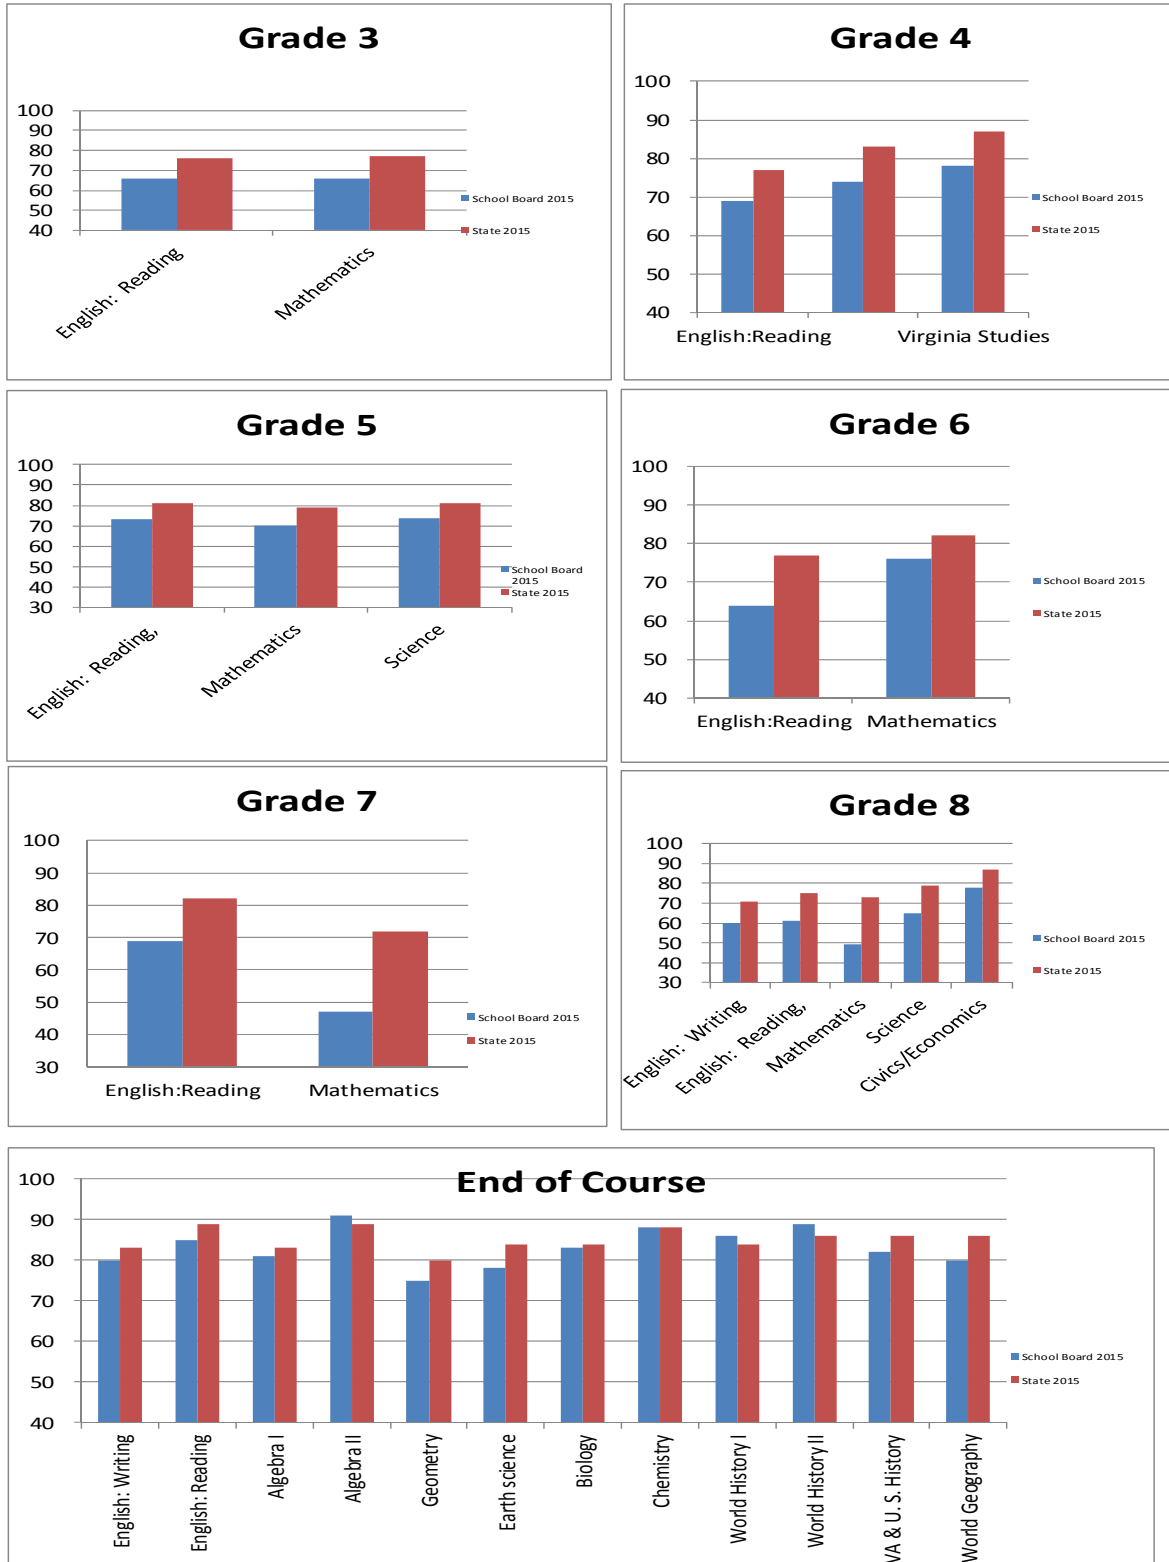 Grade 3
100
90
80
70
60
50
40
English: Reading
Mathematics
School Board 2015
State 2015
Grade 4
100
90
80
70
60
50
40
English:Reading
Virginia Studies
School Board 2015
State 2015
Grade 5
100
90
80
70
60
50
40
30
English: Reading,
Mathematics
Science
School Board
2015
State 2015
Grade 6
100
90
80
70
60
50
40
English:Reading
Mathematics
School Board 2015
State 2015
Grade 7
100
90
80
70
60
50
40
30
English:Reading
Mathematics
School Board 2015
State 2015
Grade 8
100
90
80
70
60
50
40
30
English: Writing
English: Reading,
Mathematics
Science
Civics/Economics
School Board 2015
State 2015
End of Course
100
90
80
70
60
50
40
English: Writing
English: Reading
Algebra I
Algebra II
Geometry
Earth science
Biology
Chemistry
World History I
World History II
VA & U. S. History
World Geography
School Board 2015
State 2015